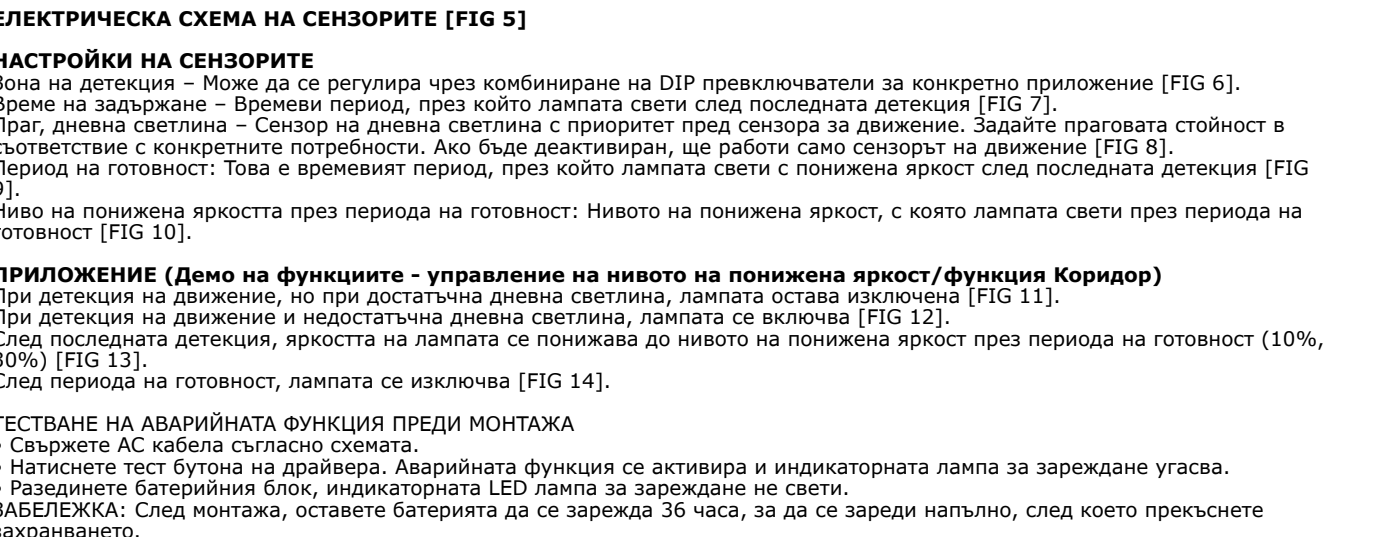 ЕЛЕКТРИЧЕСКА СХЕМА НА СЕНЗОРИТЕ [FIG 5]
НАСТРОЙКИ НА СЕНЗОРИТЕ
Зона на детекция – Може да се регулира чрез комбиниране на DIP превключватели за конкретно приложение [FIG 6].
Време на задържане – Времеви период, през който лампата свети след последната детекция [FIG 7].
Праг, дневна светлина – Сензор на дневна светлина с приоритет пред сензора за движение. Задайте праговата стойност в
съответствие с конкретните потребности. Ако бъде деактивиран, ще работи само сензорът на движение [FIG 8].
Период на готовност: Това е времевият период, през който лампата свети с понижена яркост след последната детекция [FIG
9].
Ниво на понижена яркостта през периода на готовност: Нивото на понижена яркост, с която лампата свети през периода на
готовност [FIG 10].
ПРИЛОЖЕНИЕ (Демо на функциите - управление на нивото на понижена яркост/функция Коридор)
При детекция на движение, но при достатъчна дневна светлина, лампата остава изключена [FIG 11].
При детекция на движение и недостатъчна дневна светлина, лампата се включва [FIG 12].
След последната детекция, яркостта на лампата се понижава до нивото на понижена яркост през периода на готовност (10%,
30%) [FIG 13].
След периода на готовност, лампата се изключва [FIG 14].
ТЕСТВАНЕ НА АВАРИЙНАТА ФУНКЦИЯ ПРЕДИ МОНТАЖА
• Свържете AC кабела съгласно схемата.
• Натиснете тест бутона на драйвера. Аварийната функция се активира и индикаторната лампа за зареждане угасва.
• Разединете батерийния блок, индикаторната LED лампа за зареждане не свети.
ЗАБЕЛЕЖКА: След монтажа, оставете батерията да се зарежда 36 часа, за да се зареди напълно, след което прекъснете
захранването.